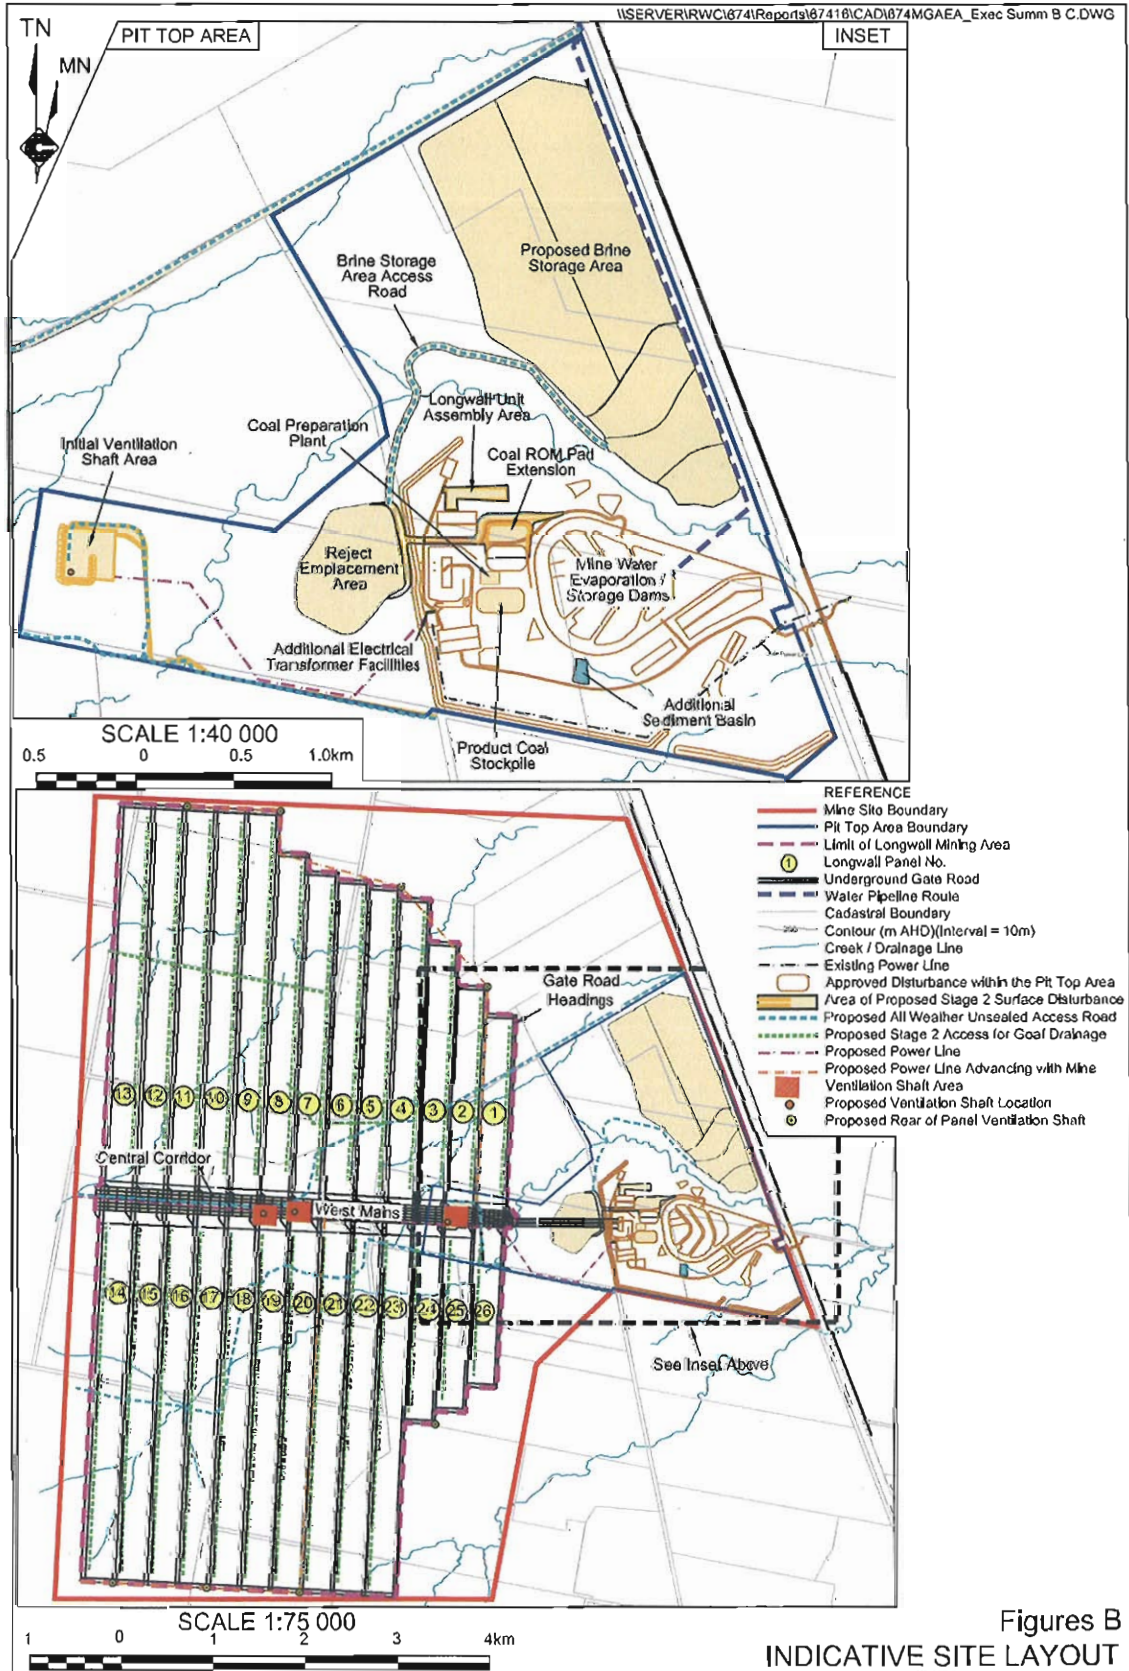 \\SERVER\RWC\674\Reports\67416\CAD\674MGAEA_Exec Summ B C.DWG
TN
MN
PIT TOP AREA
INSET
Proposed Brine
Storage Area
Brine Storage
Area Access
Road
Longwall Unit
Assembly Area
Coal Preparation
Plant
Coal ROM Pad
Extension
Initial Ventilation
Shaft Area
Reject
Emplacement
Area
Mine Water
Evaporation /
Storage Dams
Additional Electrical
Transformer Facilities
Additional
Sediment Basin
Product Coal
Stockpile
SCALE 1:40 000
0.5 0 0.5 1.0km
REFERENCE
Mine Site Boundary
Pit Top Area Boundary
Limit of Longwall Mining Area
1 Longwall Panel No.
Underground Gate Road
Water Pipeline Route
Cadastral Boundary
Contour (m AHD)(Interval = 10m)
Creek / Drainage Line
Existing Power Line
Approved Disturbance within the Pit Top Area
Area of Proposed Stage 2 Surface Disturbance
Proposed All Weather Unsealed Access Road
Proposed Stage 2 Access for Goaf Drainage
Proposed Power Line
Proposed Power Line Advancing with Mine
Ventilation Shaft Area
Proposed Ventilation Shaft Location
Proposed Rear of Panel Ventilation Shaft
Gate Road
Headings
13 12 11 10 9 8 7 6 5 4 3 2 1
Central Corridor
West Mains
14 15 16 17 18 19 20 21 22 23 24 25 26
See Inset Above
SCALE 1:75 000
1 0 1 2 3 4km
Figures B
INDICATIVE SITE LAYOUT